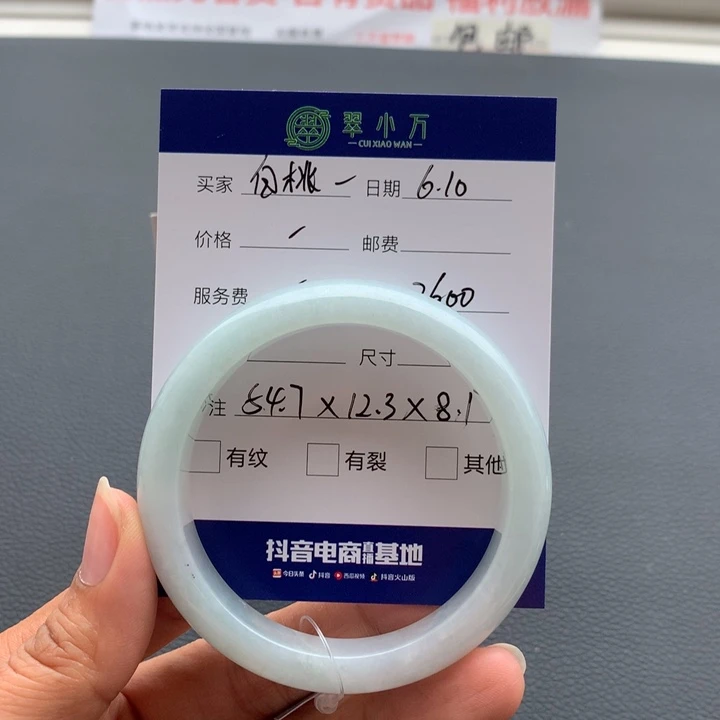 翠小万
CUI XIAO WAN
买家 白桃一 日期 6.10
价格 / 邮费
服务费 2600
尺寸
注 54.7×12.3×8.1
有纹 有裂 其他
抖音电商直播基地
今日头条 抖音 西瓜视频 抖音火山版